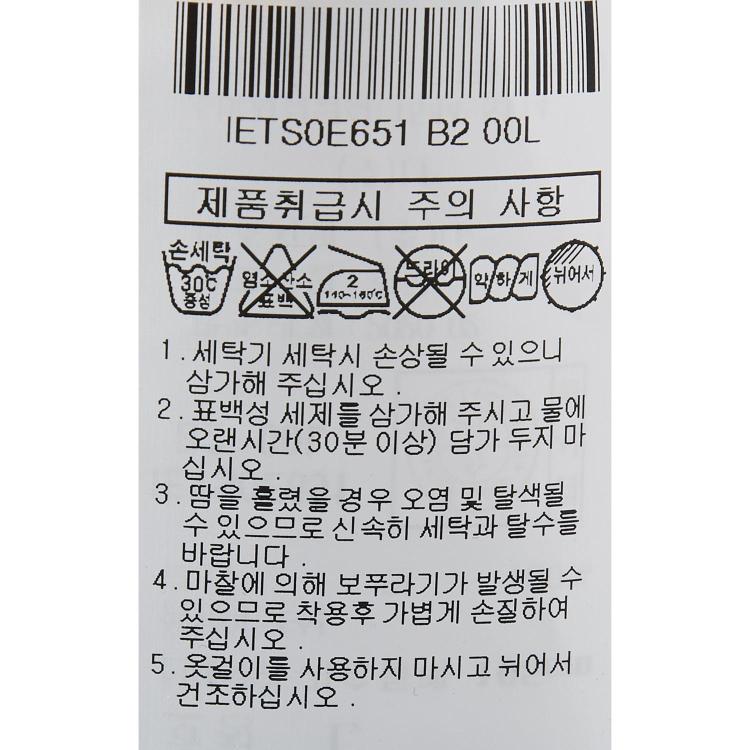 IETS0E651 B2 00L
제품취급시 주의 사항
손세탁 30℃ 중성
염소산소 표백
2 140~160℃
드라이
약하게
뉘어서
1. 세탁기 세탁시 손상될 수 있으니
삼가해 주십시오.
2. 표백성 세제를 삼가해 주시고 물에
오랜시간(30분 이상) 담가 두지 마
십시오.
3. 땀을 흘렸을 경우 오염 및 탈색될
수 있으므로 신속히 세탁과 탈수를
바랍니다.
4. 마찰에 의해 보푸라기가 발생될 수
있으므로 착용후 가볍게 손질하여
주십시오.
5. 옷걸이를 사용하지 마시고 뉘어서
건조하십시오.